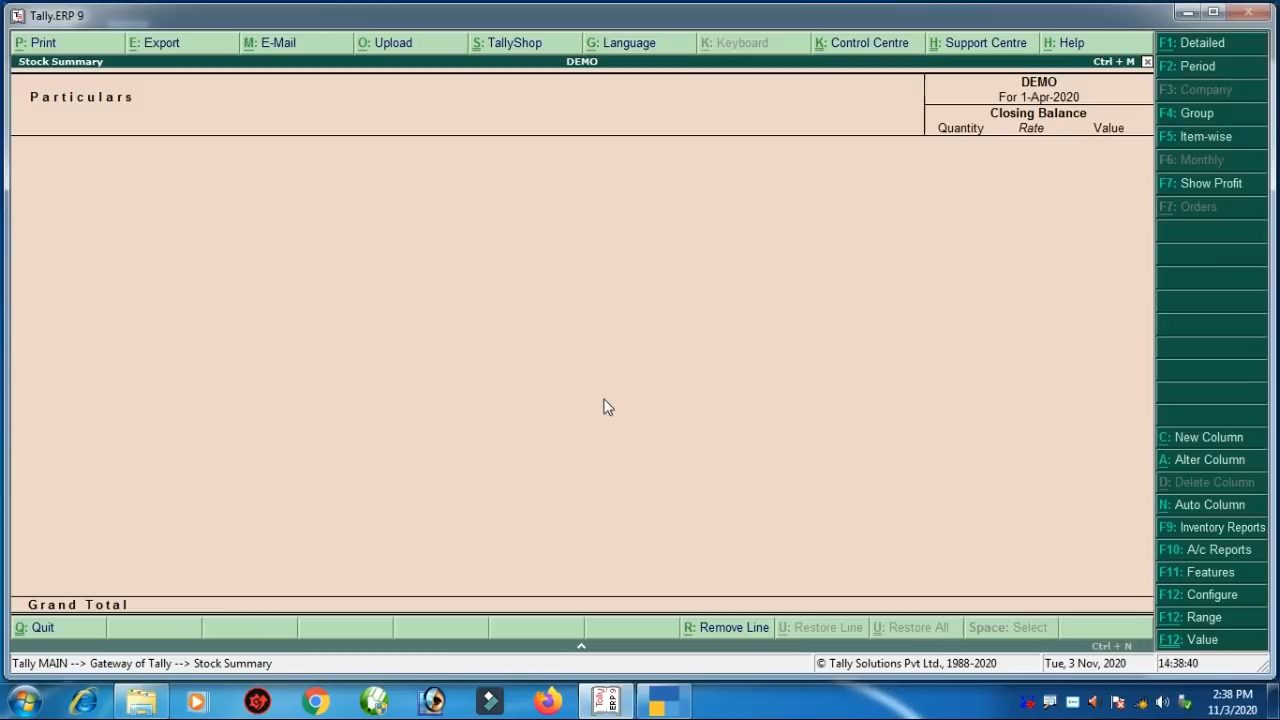 Tally.ERP 9
P: Print E: Export M: E-Mail O: Upload S: TallyShop G: Language K: Keyboard K: Control Centre H: Support Centre H: Help
Stock Summary DEMO Ctrl + M
Particulars
DEMO
For 1-Apr-2020
Closing Balance
Quantity Rate Value
F1: Detailed
F2: Period
F3: Company
F4: Group
F5: Item-wise
F6: Monthly
F7: Show Profit
F7: Orders
C: New Column
A: Alter Column
D: Delete Column
N: Auto Column
F9: Inventory Reports
F10: A/c Reports
F11: Features
F12: Configure
F12: Range
F12: Value
Grand Total
Q: Quit R: Remove Line U: Restore Line U: Restore All Space: Select
Ctrl + N
Tally MAIN --> Gateway of Tally --> Stock Summary © Tally Solutions Pvt Ltd., 1988-2020 Tue, 3 Nov, 2020 14:38:40
Tally ERP 9
2:38 PM
11/3/2020